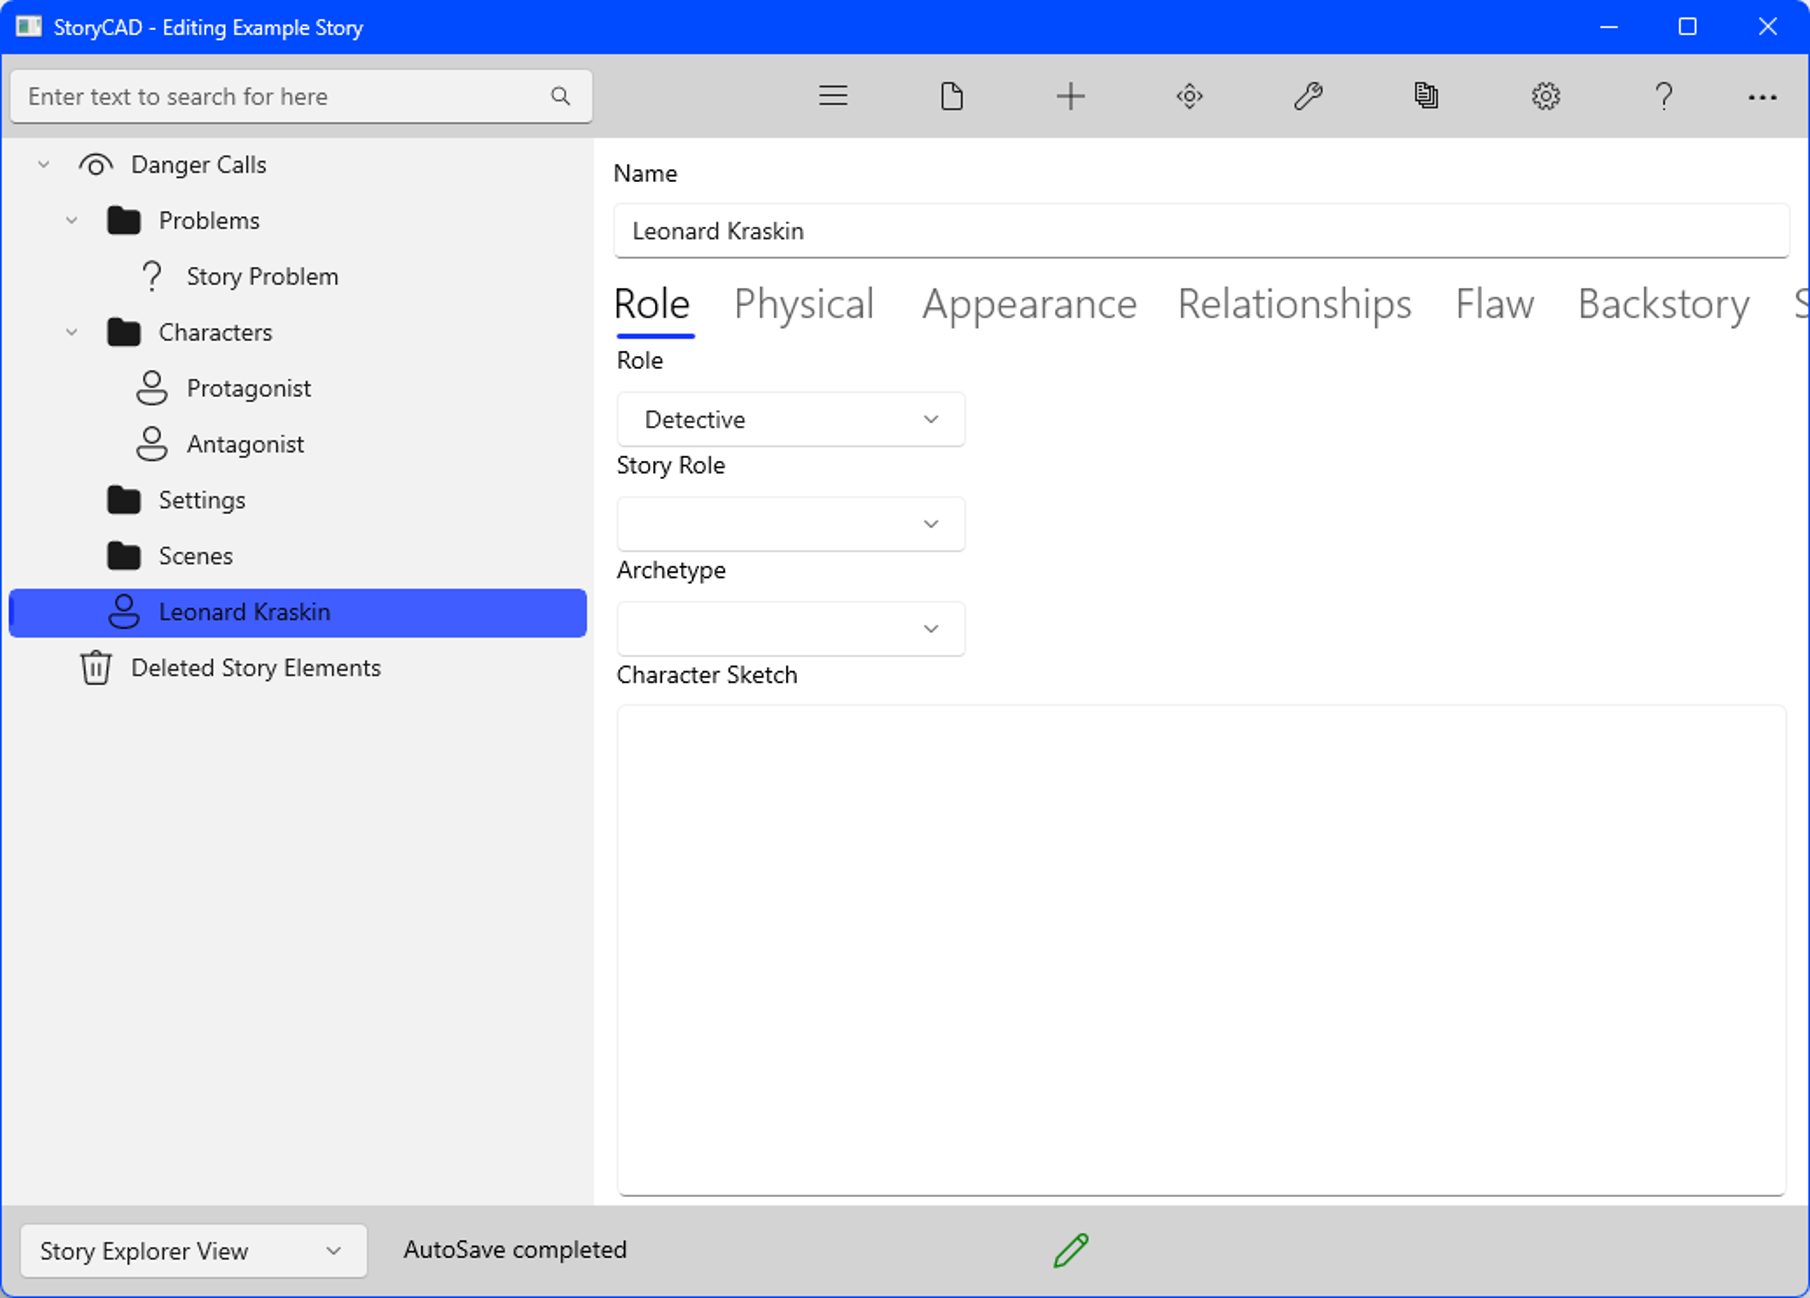 StoryCAD - Editing Example Story
Enter text to search for here
Danger Calls
Problems
Story Problem
Characters
Protagonist
Antagonist
Settings
Scenes
Leonard Kraskin
Deleted Story Elements
Name
Leonard Kraskin
Role Physical Appearance Relationships Flaw Backstory S
Role
Detective
Story Role
Archetype
Character Sketch
Story Explorer View
AutoSave completed